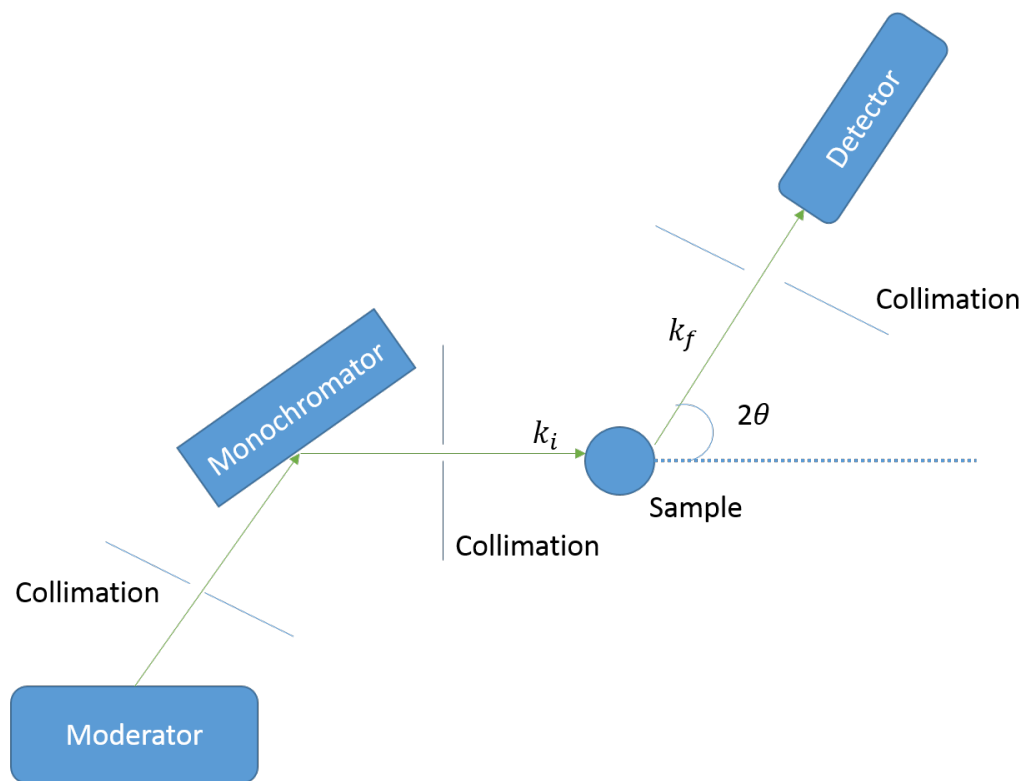 Detector
Collimation
k_f
Monochromator
2θ
k_i
Sample
Collimation
Collimation
Moderator